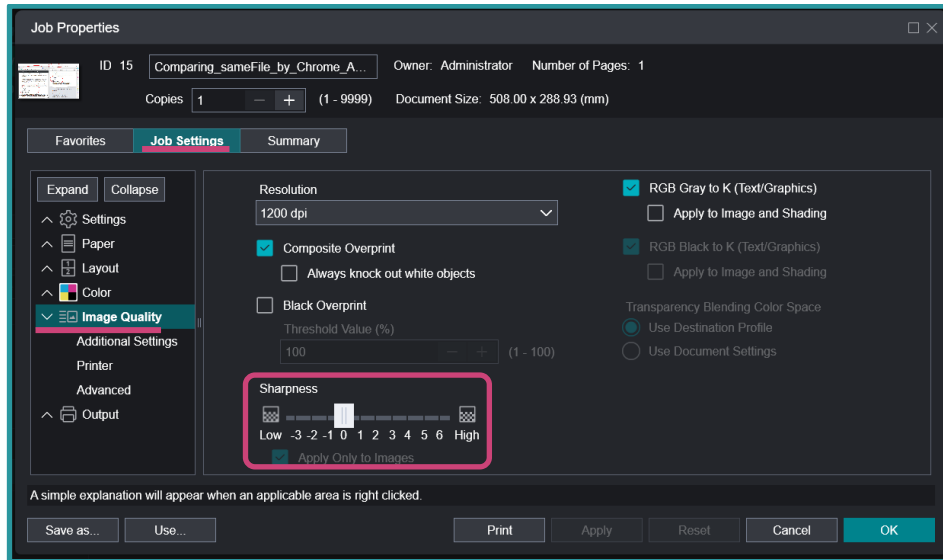 Job Properties
ID 15 Comparing_sameFile_by_Chrome_A... Owner: Administrator Number of Pages: 1
Copies 1 (1 - 9999) Document Size: 508.00 x 288.93 (mm)
Favorites Job Settings Summary
Expand Collapse
Settings
Paper
Layout
Color
Image Quality
Additional Settings
Printer
Advanced
Output
Resolution
1200 dpi
Composite Overprint
Always knock out white objects
Black Overprint
Threshold Value (%)
100 (1 - 100)
Sharpness
Low -3 -2 -1 0 1 2 3 4 5 6 High
Apply Only to Images
RGB Gray to K (Text/Graphics)
Apply to Image and Shading
RGB Black to K (Text/Graphics)
Apply to Image and Shading
Transparency Blending Color Space
Use Destination Profile
Use Document Settings
A simple explanation will appear when an applicable area is right clicked.
Save as... Use... Print Apply Reset Cancel OK